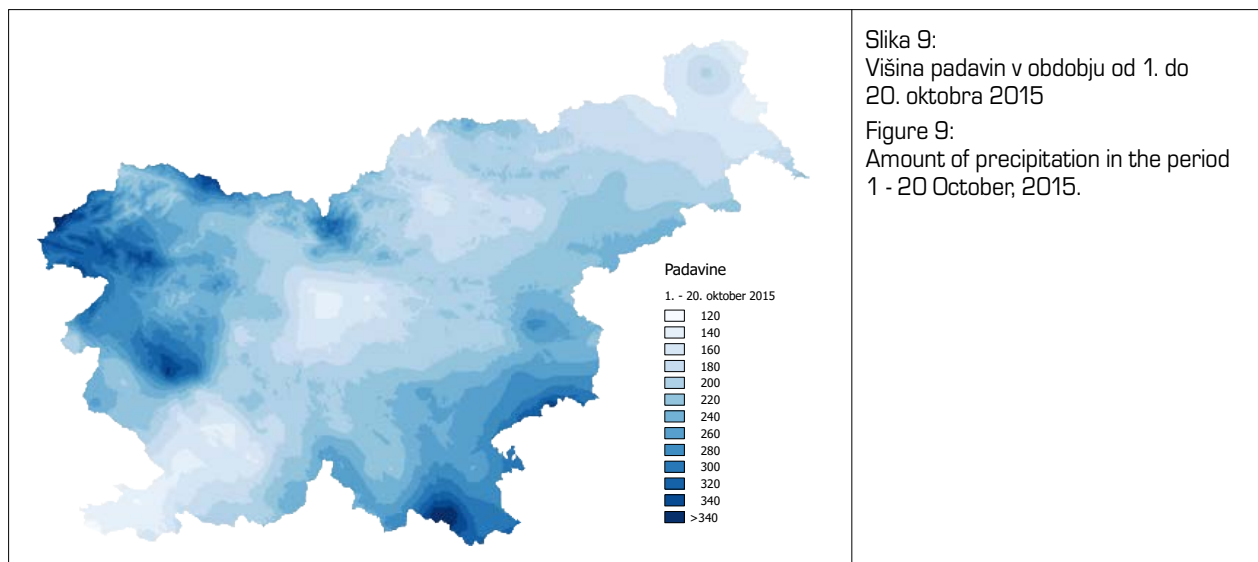 Slika 9:
Višina padavin v obdobju od 1. do
20. oktobra 2015
Figure 9:
Amount of precipitation in the period
1 - 20 October, 2015.
Padavine
1. - 20. oktober 2015
120
140
160
180
200
220
240
260
280
300
320
340
>340